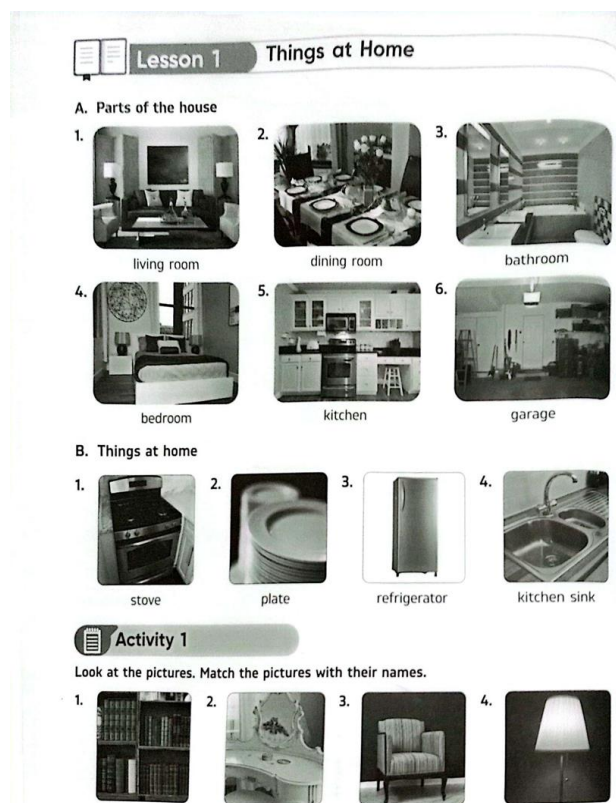 Lesson 1
Things at Home
A. Parts of the house
1.
2.
3.
living room
dining room
bathroom
4.
5.
6.
bedroom
kitchen
garage
B. Things at home
1.
2.
3.
4.
stove
plate
refrigerator
kitchen sink
Activity 1
Look at the pictures. Match the pictures with their names.
1.
2.
3.
4.